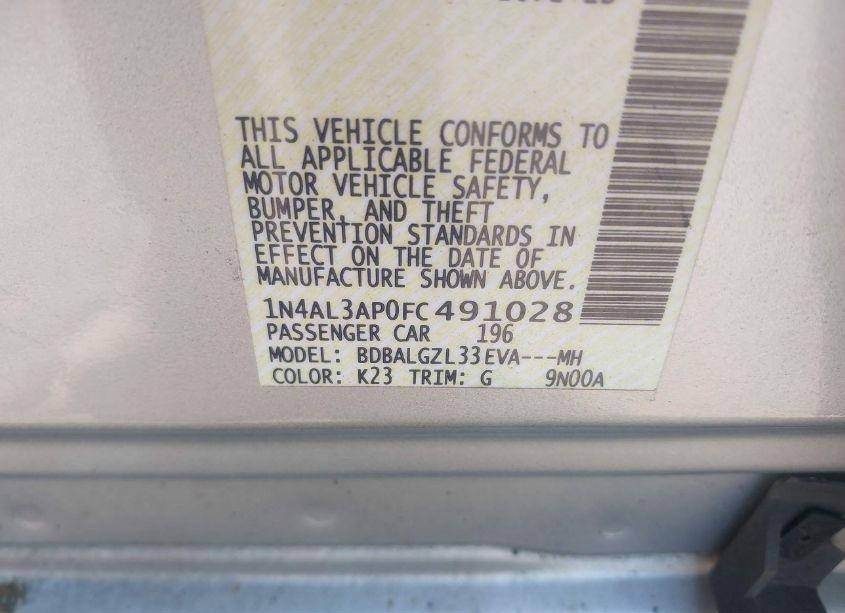 THIS VEHICLE CONFORMS TO
ALL APPLICABLE FEDERAL
MOTOR VEHICLE SAFETY,
BUMPER, AND THEFT
PREVENTION STANDARDS IN
EFFECT ON THE DATE OF
MANUFACTURE SHOWN ABOVE.
1N4AL3AP0FC491028
PASSENGER CAR 196
MODEL: BDBALGZL33EVA---MH
COLOR: K23 TRIM: G 9N00A